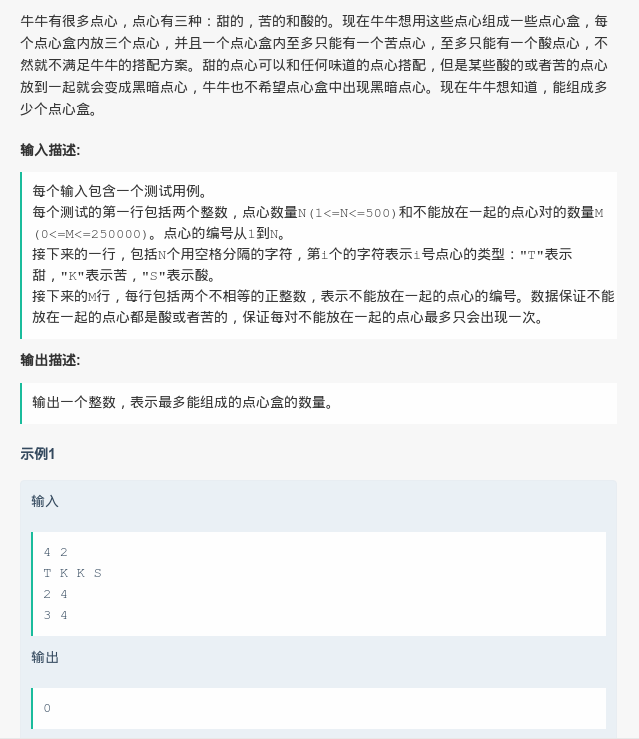 牛牛有很多点心，点心有三种：甜的，苦的和酸的。现在牛牛想用这些点心组成一些点心盒，每
个点心盒内放三个点心，并且一个点心盒内至多只能有一个苦点心，至多只能有一个酸点心，不
然就不满足牛牛的搭配方案。甜的点心可以和任何味道的点心搭配，但是某些酸的或者苦的点心
放到一起就会变成黑暗点心，牛牛也不希望点心盒中出现黑暗点心。现在牛牛想知道，能组成多
少个点心盒。
输入描述:
每个输入包含一个测试用例。
每个测试的第一行包括两个整数，点心数量N(1<=N<=500)和不能放在一起的点心对的数量M
(0<=M<=250000)。点心的编号从1到N。
接下来的一行，包括N个用空格分隔的字符，第i个的字符表示i号点心的类型："T"表示
甜，"K"表示苦，"S"表示酸。
接下来的M行，每行包括两个不相等的正整数，表示不能放在一起的点心的编号。数据保证不能
放在一起的点心都是酸或者苦的，保证每对不能放在一起的点心最多只会出现一次。
输出描述:
输出一个整数，表示最多能组成的点心盒的数量。
示例1
输入
4 2
T K K S
2 4
3 4
输出
0